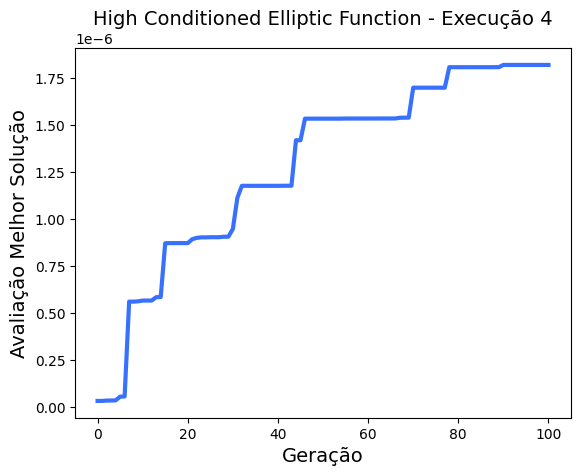 High Conditioned Elliptic Function - Execução 4
1e−6
1.75
1.50
1.25
1.00
0.75
0.50
0.25
0.00
Avaliação Melhor Solução
0 20 40 60 80 100
Geração